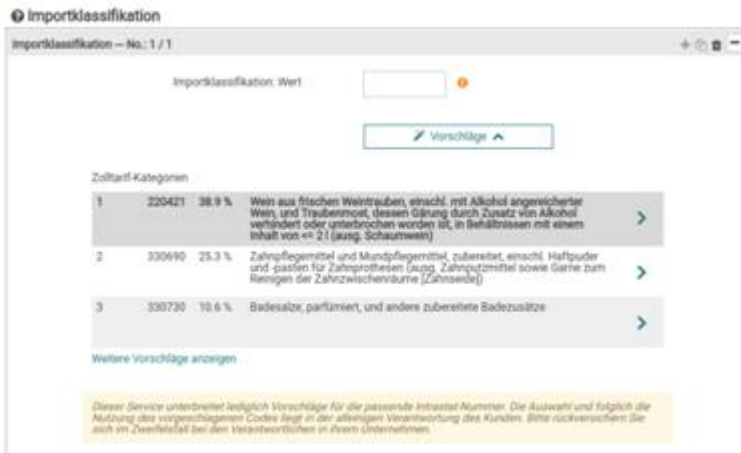 Importklassifikation
Importklassifikation — No.: 1 / 1
Importklassifikation: Wert
Vorschläge
Zolltarif-Kategorien
1 220421 38.9 % Wein aus frischen Weintrauben, einschl. mit Alkohol angereicherter
Wein, und Traubenmost, dessen Gärung durch Zusatz von Alkohol
verhindert oder unterbrochen worden ist, in Behältnissen mit einem
Inhalt von <= 2 l (ausg. Schaumwein)
2 330690 25.3 % Zahnpflegemittel und Mundpflegemittel, zubereitet, einschl. Haftpuder
und -pasten für Zahnprothesen (ausg. Zahnputzmittel sowie Garne zum
Reinigen der Zahnzwischenräume [Zahnseide])
3 330730 10.6 % Badesalze, parfümiert, und andere zubereitete Badezusätze
Weitere Vorschläge anzeigen
Dieser Service unterbreitet lediglich Vorschläge für die passende Intrastat-Nummer. Die Auswahl und folglich die
Nutzung des vorgeschlagenen Codes liegt in der alleinigen Verantwortung des Kunden. Bitte rückversichern Sie
sich im Zweifelsfall bei den Verantwortlichen in Ihrem Unternehmen.